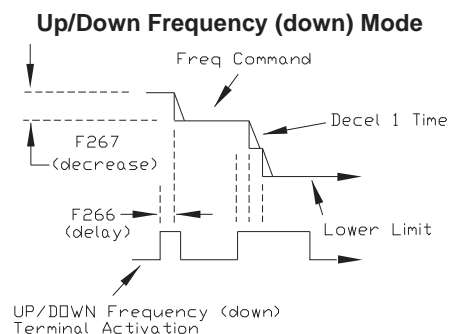 Up/Down Frequency (down) Mode
Freq Command
Decel 1 Time
F267
(decrease)
F266
(delay)
Lower Limit
UP/DOWN Frequency (down)
Terminal Activation